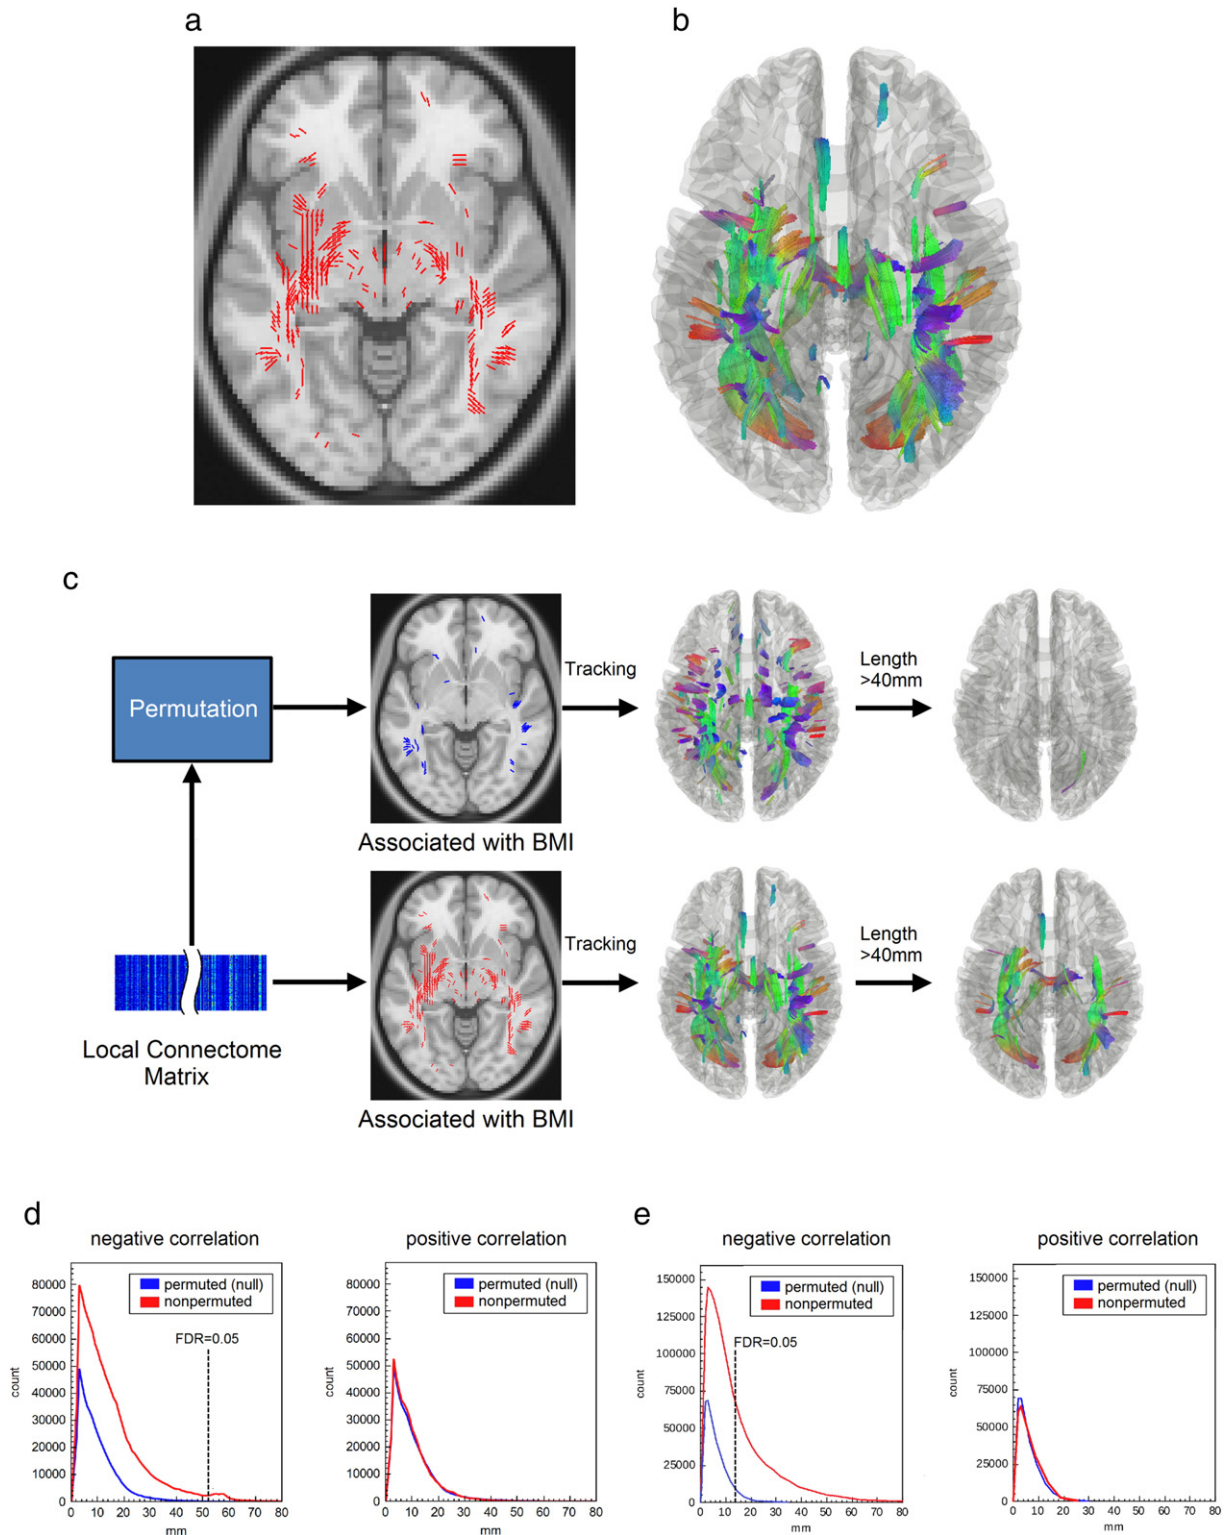 a
b
c
Permutation
Tracking
Length
>40mm
Associated with BMI
Local Connectome
Matrix
Tracking
Length
>40mm
Associated with BMI
d
negative correlation
positive correlation
permuted (null)
nonpermuted
FDR=0.05
count
80000
70000
60000
50000
40000
30000
20000
10000
0
0 10 20 30 40 50 60 70 80
mm
permuted (null)
nonpermuted
count
80000
70000
60000
50000
40000
30000
20000
10000
0
0 10 20 30 40 50 60 70 80
mm
e
negative correlation
positive correlation
permuted (null)
nonpermuted
FDR=0.05
count
150000
125000
100000
75000
50000
25000
0
0 10 20 30 40 50 60 70 80
mm
permuted (null)
nonpermuted
count
150000
125000
100000
75000
50000
25000
0
0 10 20 30 40 50 60 70 80
mm